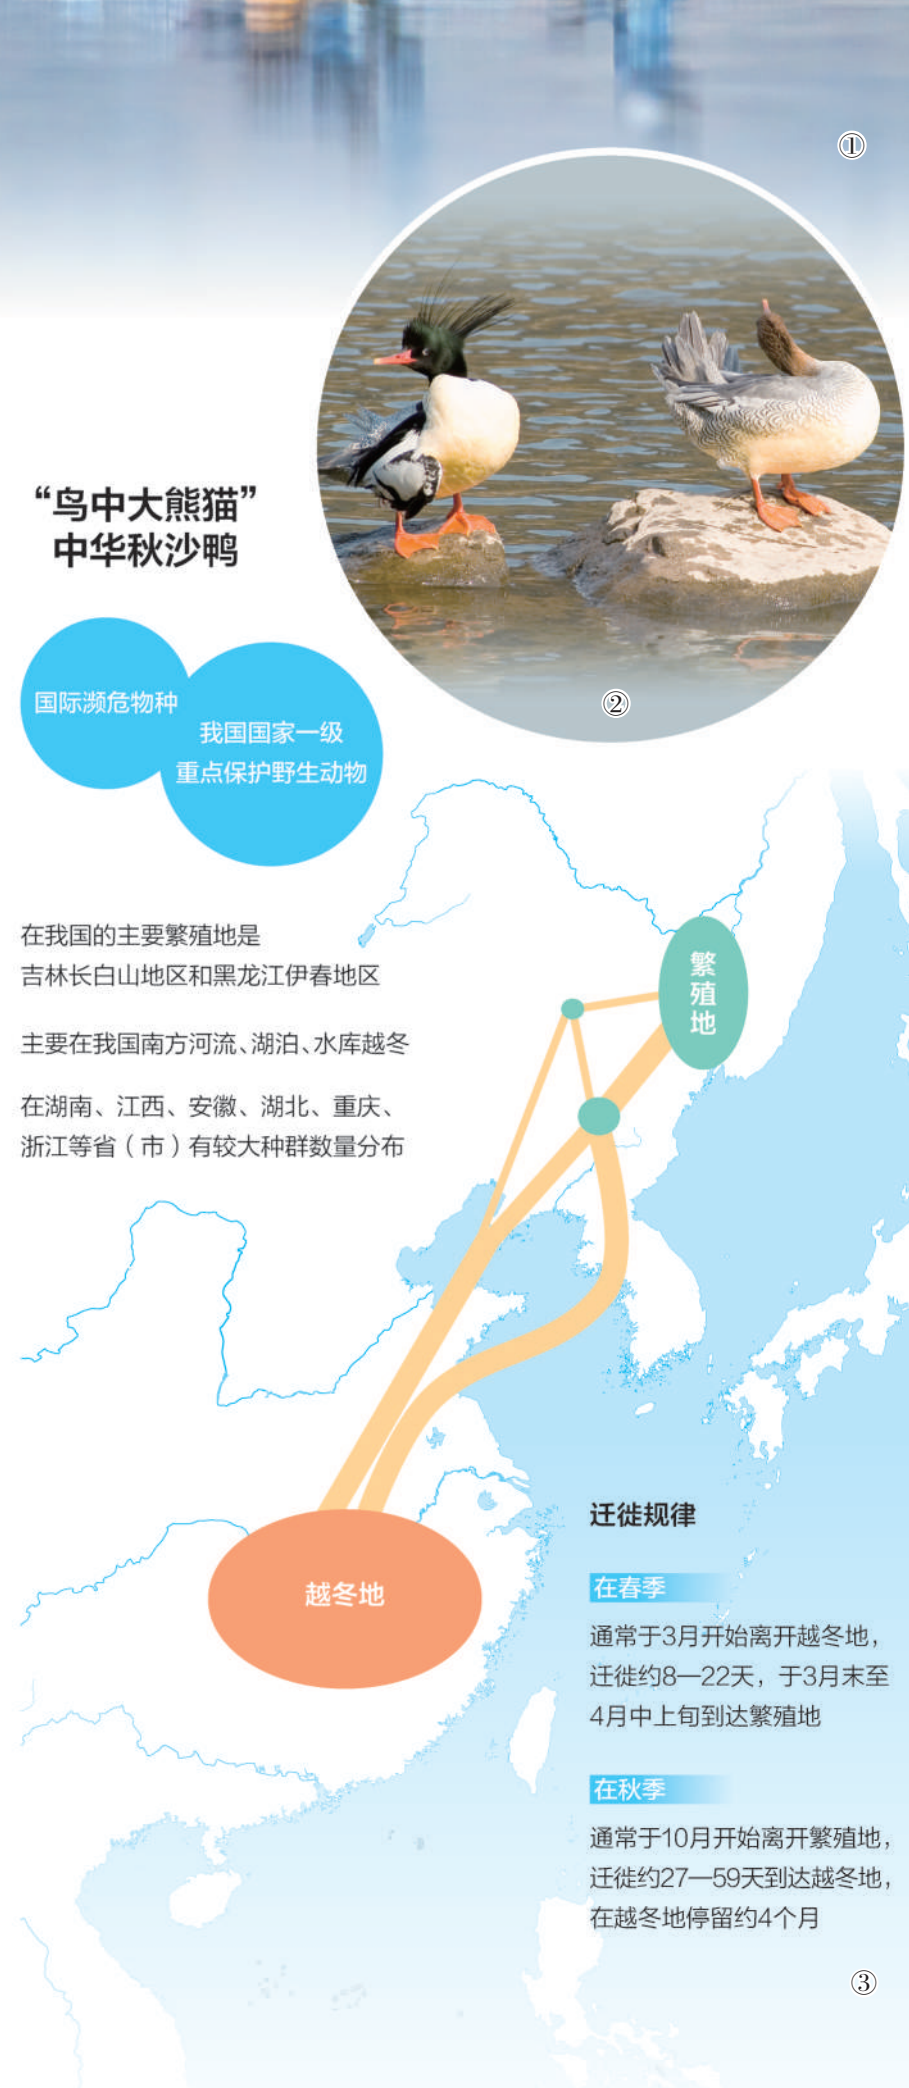 ①
“鸟中大熊猫”
中华秋沙鸭
②
国际濒危物种
我国国家一级
重点保护野生动物
在我国的主要繁殖地是
吉林长白山地区和黑龙江伊春地区
主要在我国南方河流、湖泊、水库越冬
在湖南、江西、安徽、湖北、重庆、
浙江等省（市）有较大种群数量分布
繁
殖
地
越冬地
迁徙规律
在春季
通常于3月开始离开越冬地，
迁徙约8—22天，于3月末至
4月中上旬到达繁殖地
在秋季
通常于10月开始离开繁殖地，
迁徙约27—59天到达越冬地，
在越冬地停留约4个月
③